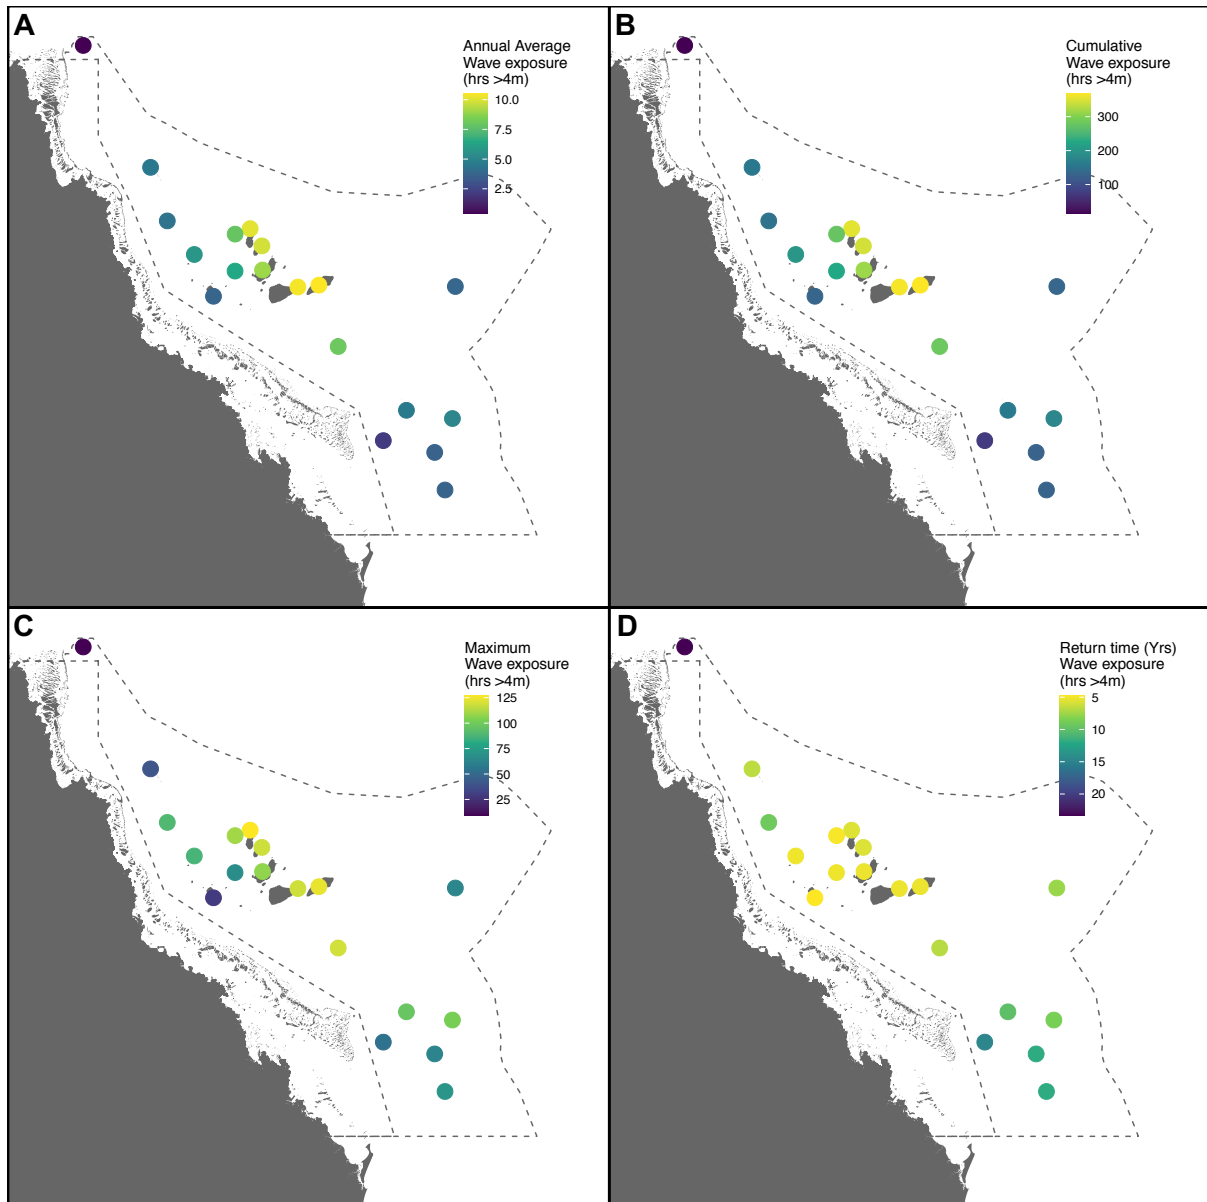 A
Annual Average
Wave exposure
(hrs >4m)
10.0
7.5
5.0
2.5
B
Cumulative
Wave exposure
(hrs >4m)
300
200
100
C
Maximum
Wave exposure
(hrs >4m)
125
100
75
50
25
D
Return time (Yrs)
Wave exposure
(hrs >4m)
5
10
15
20